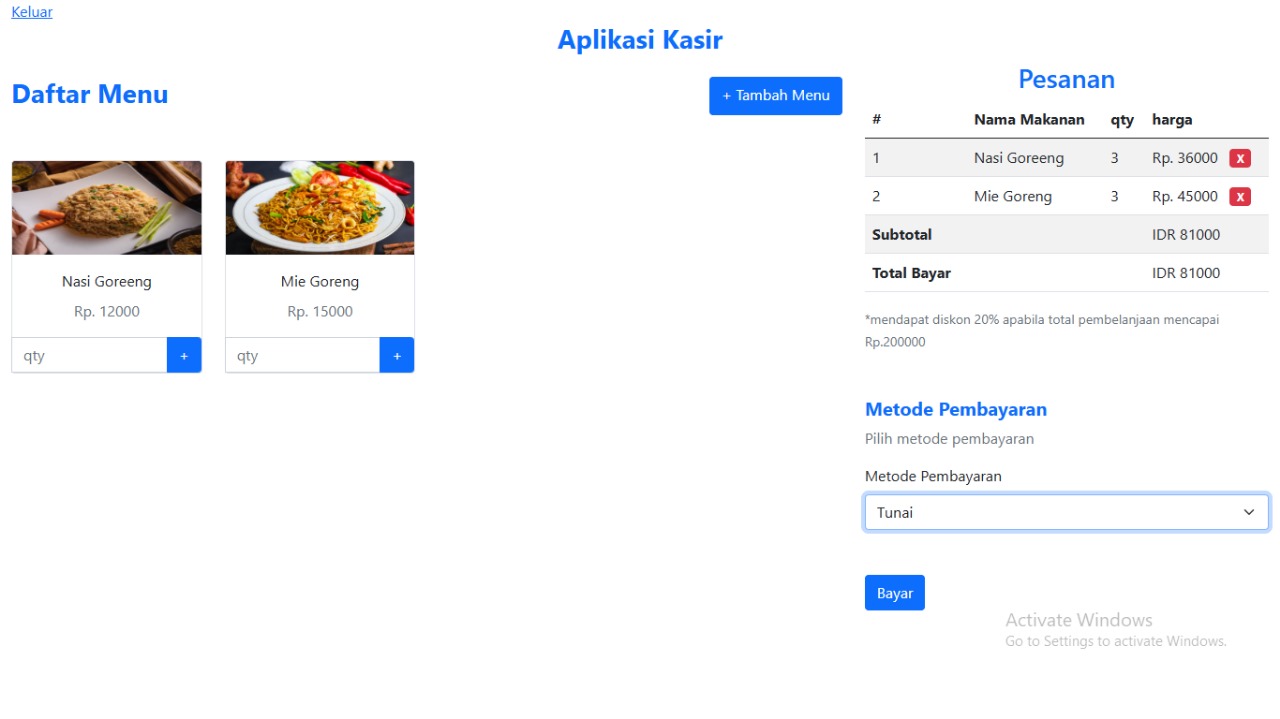 Keluar
Aplikasi Kasir
Daftar Menu
+ Tambah Menu
Nasi Goreeng
Rp. 12000
qty +
Mie Goreng
Rp. 15000
qty +
Pesanan
# Nama Makanan qty harga
1 Nasi Goreeng 3 Rp. 36000 x
2 Mie Goreng 3 Rp. 45000 x
Subtotal IDR 81000
Total Bayar IDR 81000
*mendapat diskon 20% apabila total pembelanjaan mencapai
Rp.200000
Metode Pembayaran
Pilih metode pembayaran
Metode Pembayaran
Tunai
Bayar
Activate Windows
Go to Settings to activate Windows.